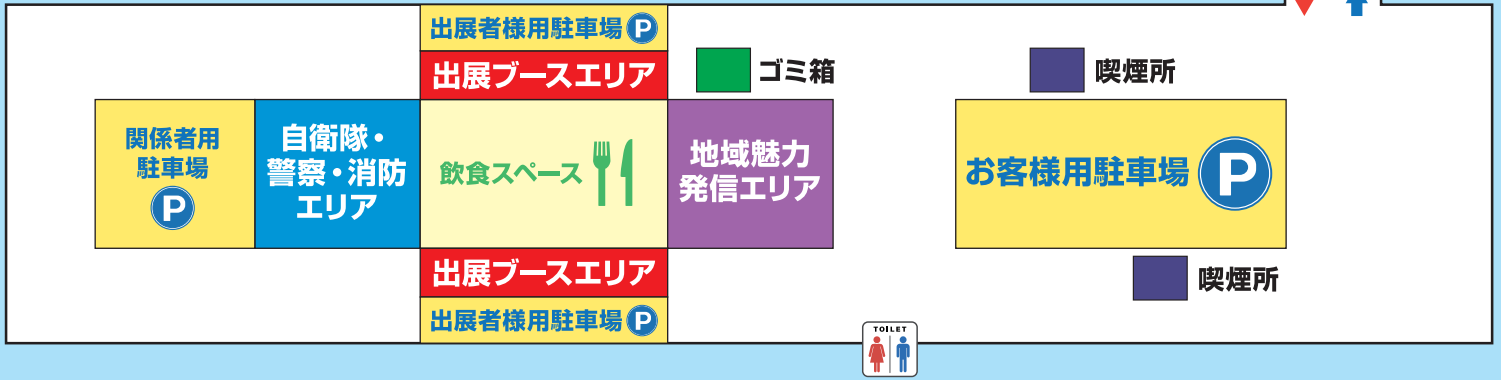 出展者様用駐車場 P
出展ブースエリア
ゴミ箱
喫煙所
関係者用
駐車場
P
自衛隊・
警察・消防
エリア
飲食スペース
地域魅力
発信エリア
お客様用駐車場 P
出展ブースエリア
喫煙所
出展者様用駐車場 P
TOILET